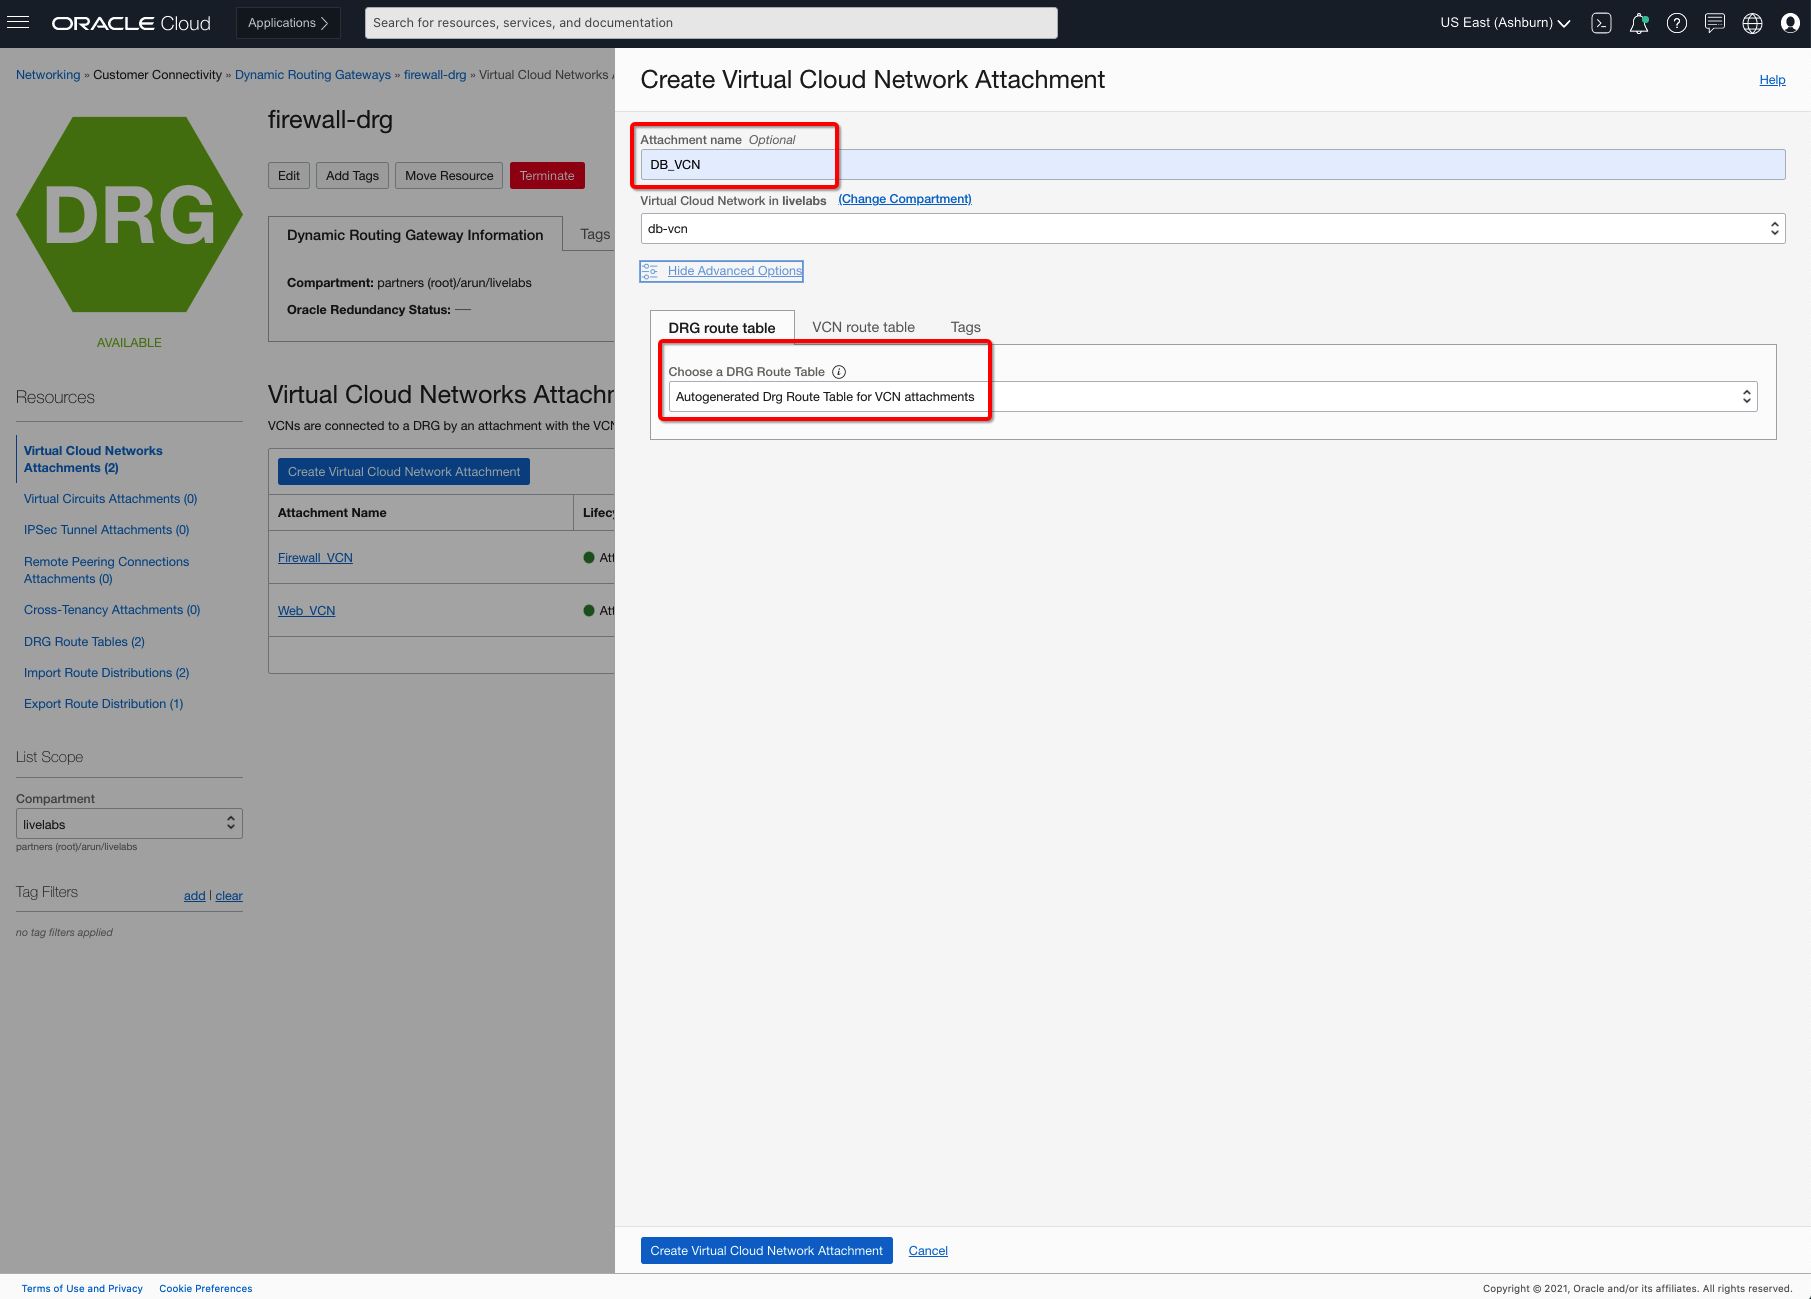 ORACLE Cloud
Applications
Search for resources, services, and documentation
US East (Ashburn)
Networking » Customer Connectivity » Dynamic Routing Gateways » firewall-drg » Virtual Cloud Networks
DRG
AVAILABLE
firewall-drg
Edit
Add Tags
Move Resource
Terminate
Dynamic Routing Gateway Information
Tags
Compartment: partners (root)/arun/livelabs
Oracle Redundancy Status: —
Resources
Virtual Cloud Networks
Attachments (2)
Virtual Circuits Attachments (0)
IPSec Tunnel Attachments (0)
Remote Peering Connections
Attachments (0)
Cross-Tenancy Attachments (0)
DRG Route Tables (2)
Import Route Distributions (2)
Export Route Distribution (1)
List Scope
Compartment
livelabs
partners (root)/arun/livelabs
Tag Filters
add | clear
no tag filters applied
Virtual Cloud Networks Attachm
VCNs are connected to a DRG by an attachment with the VCN
Create Virtual Cloud Network Attachment
Attachment Name
Lifecy
Firewall_VCN
Att
Web_VCN
Att
Create Virtual Cloud Network Attachment
Help
Attachment name Optional
DB_VCN
Virtual Cloud Network in livelabs (Change Compartment)
db-vcn
Hide Advanced Options
DRG route table
VCN route table
Tags
Choose a DRG Route Table
Autogenerated Drg Route Table for VCN attachments
Create Virtual Cloud Network Attachment
Cancel
Terms of Use and Privacy
Cookie Preferences
Copyright © 2021, Oracle and/or its affiliates. All rights reserved.